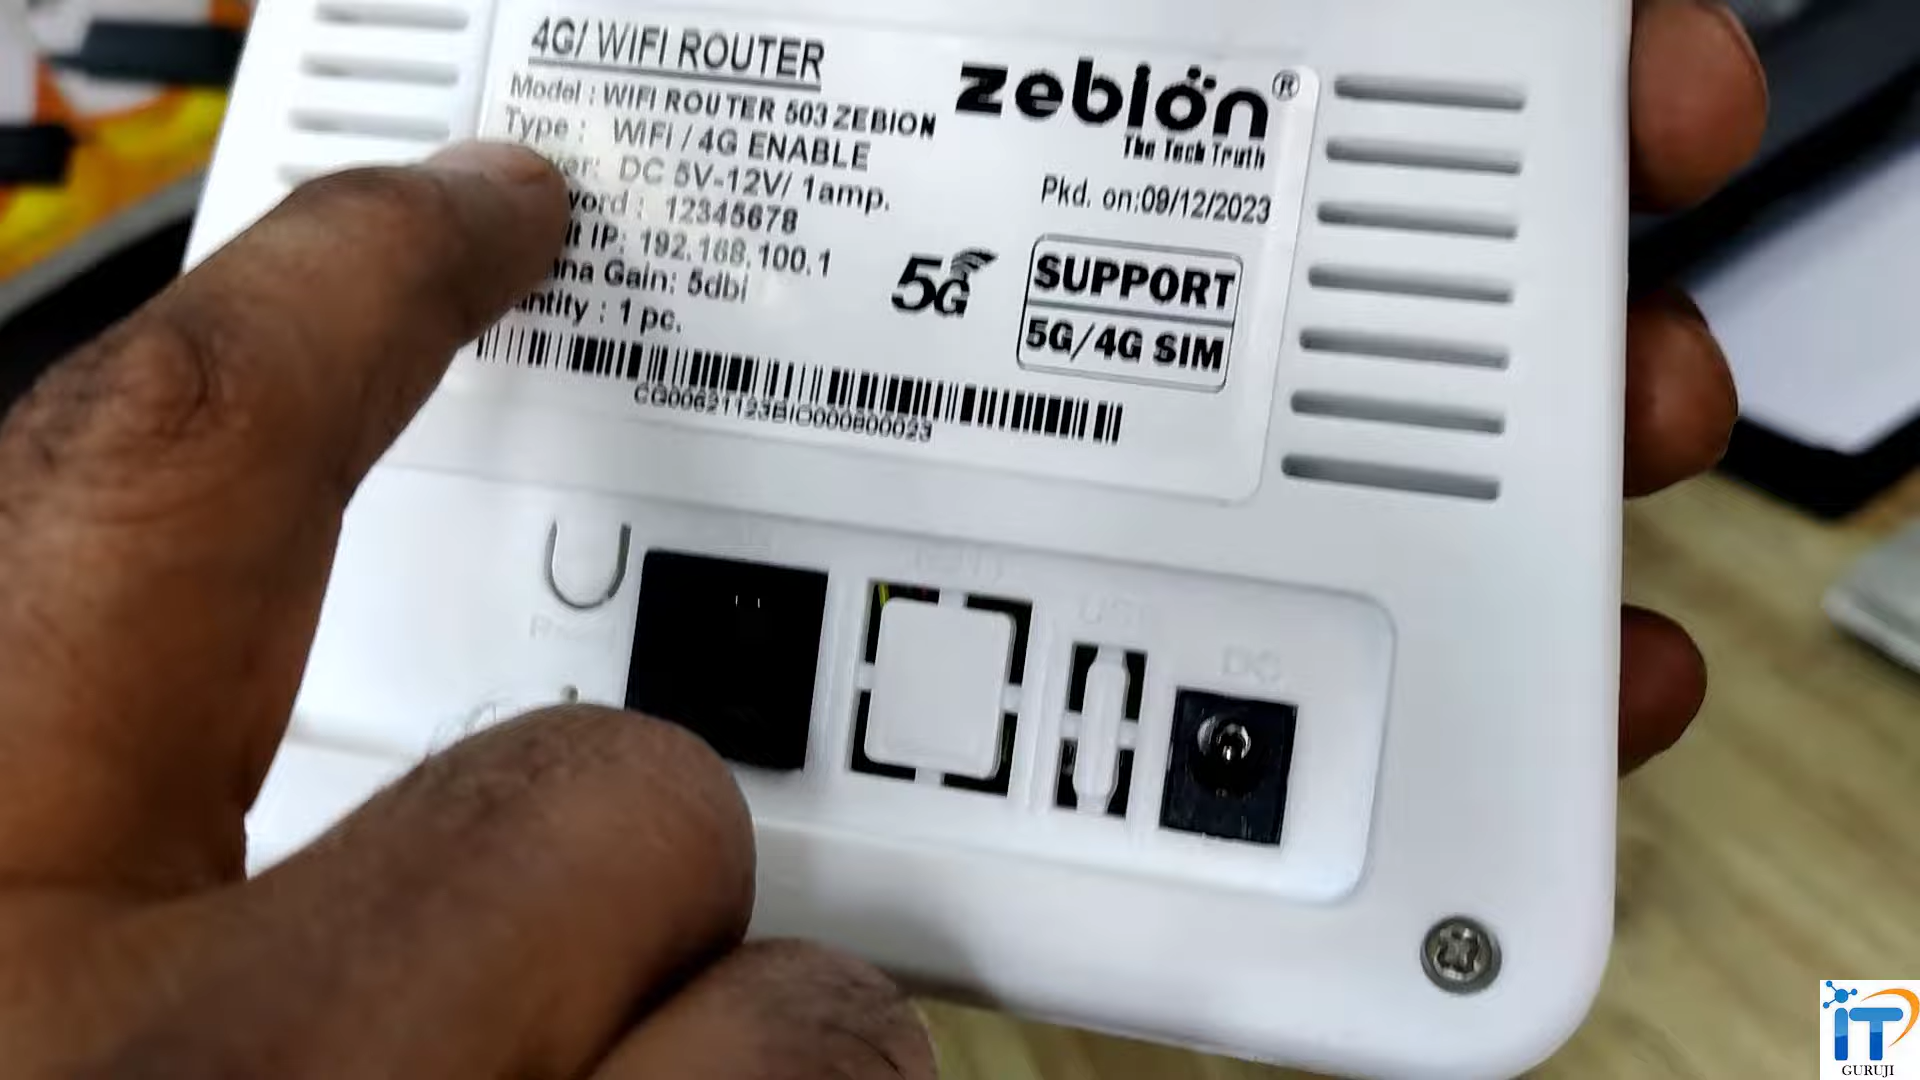 4G/ WIFI ROUTER
Model : WIFI ROUTER 503 ZEBION
Type : WiFi / 4G ENABLE
DC 5V-12V/ 1amp.
12345678
IP: 192.168.100.1
Gain: 5dbi
: 1 pc.
zebion®
The Tech Truth
Pkd. on:09/12/2023
5G
SUPPORT
5G/4G SIM
CG00621123BIO000800023
DC
iT
GURUJI